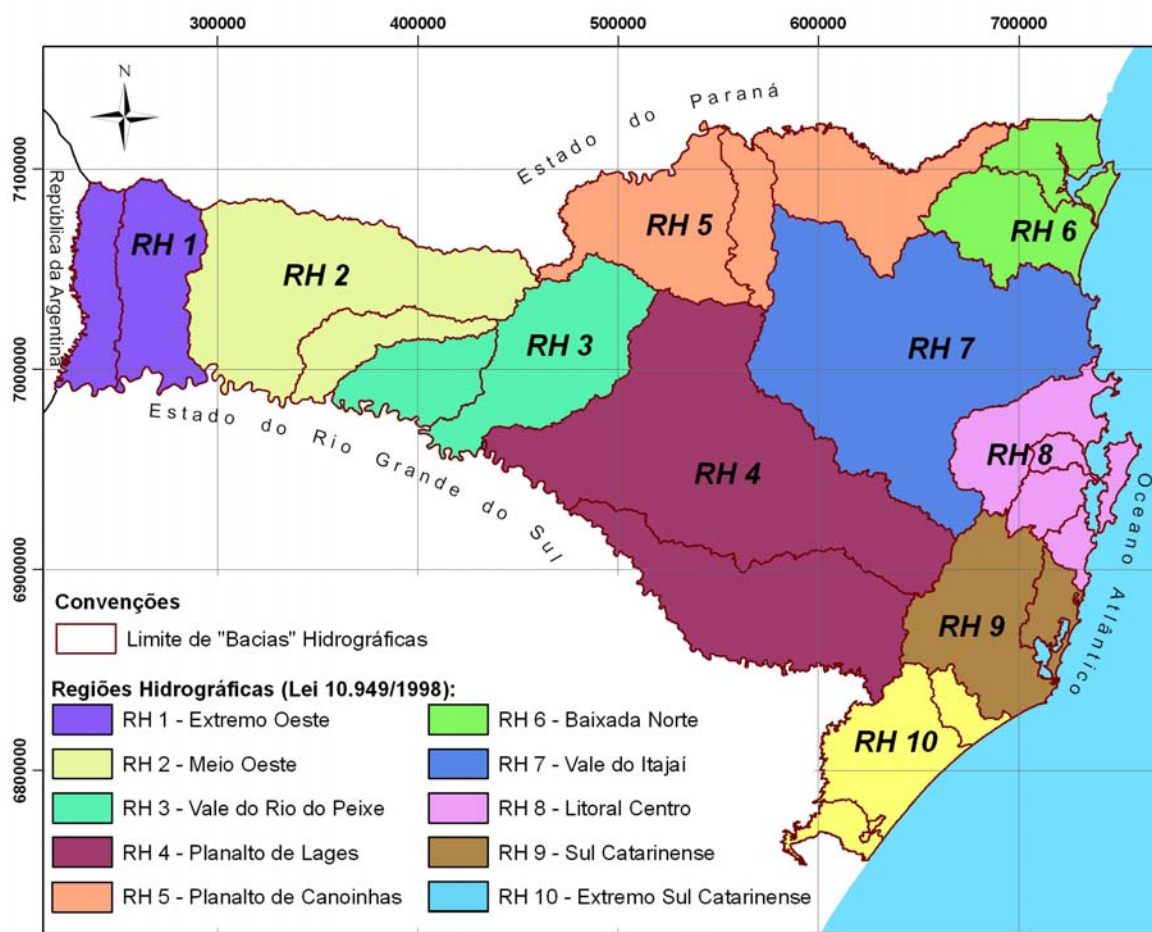 300000 400000 500000 600000 700000
N
Estado do Paraná
7100000
República da Argentina
RH 1
RH 2
RH 5
RH 6
RH 3
RH 7
7000000
Estado do Rio Grande do Sul
RH 4
RH 8
Oceano Atlântico
6900000
RH 9
RH 10
6800000
Convenções
Limite de "Bacias" Hidrográficas
Regiões Hidrográficas (Lei 10.949/1998):
RH 1 - Extremo Oeste
RH 2 - Meio Oeste
RH 3 - Vale do Rio do Peixe
RH 4 - Planalto de Lages
RH 5 - Planalto de Canoinhas
RH 6 - Baixada Norte
RH 7 - Vale do Itajaí
RH 8 - Litoral Centro
RH 9 - Sul Catarinense
RH 10 - Extremo Sul Catarinense